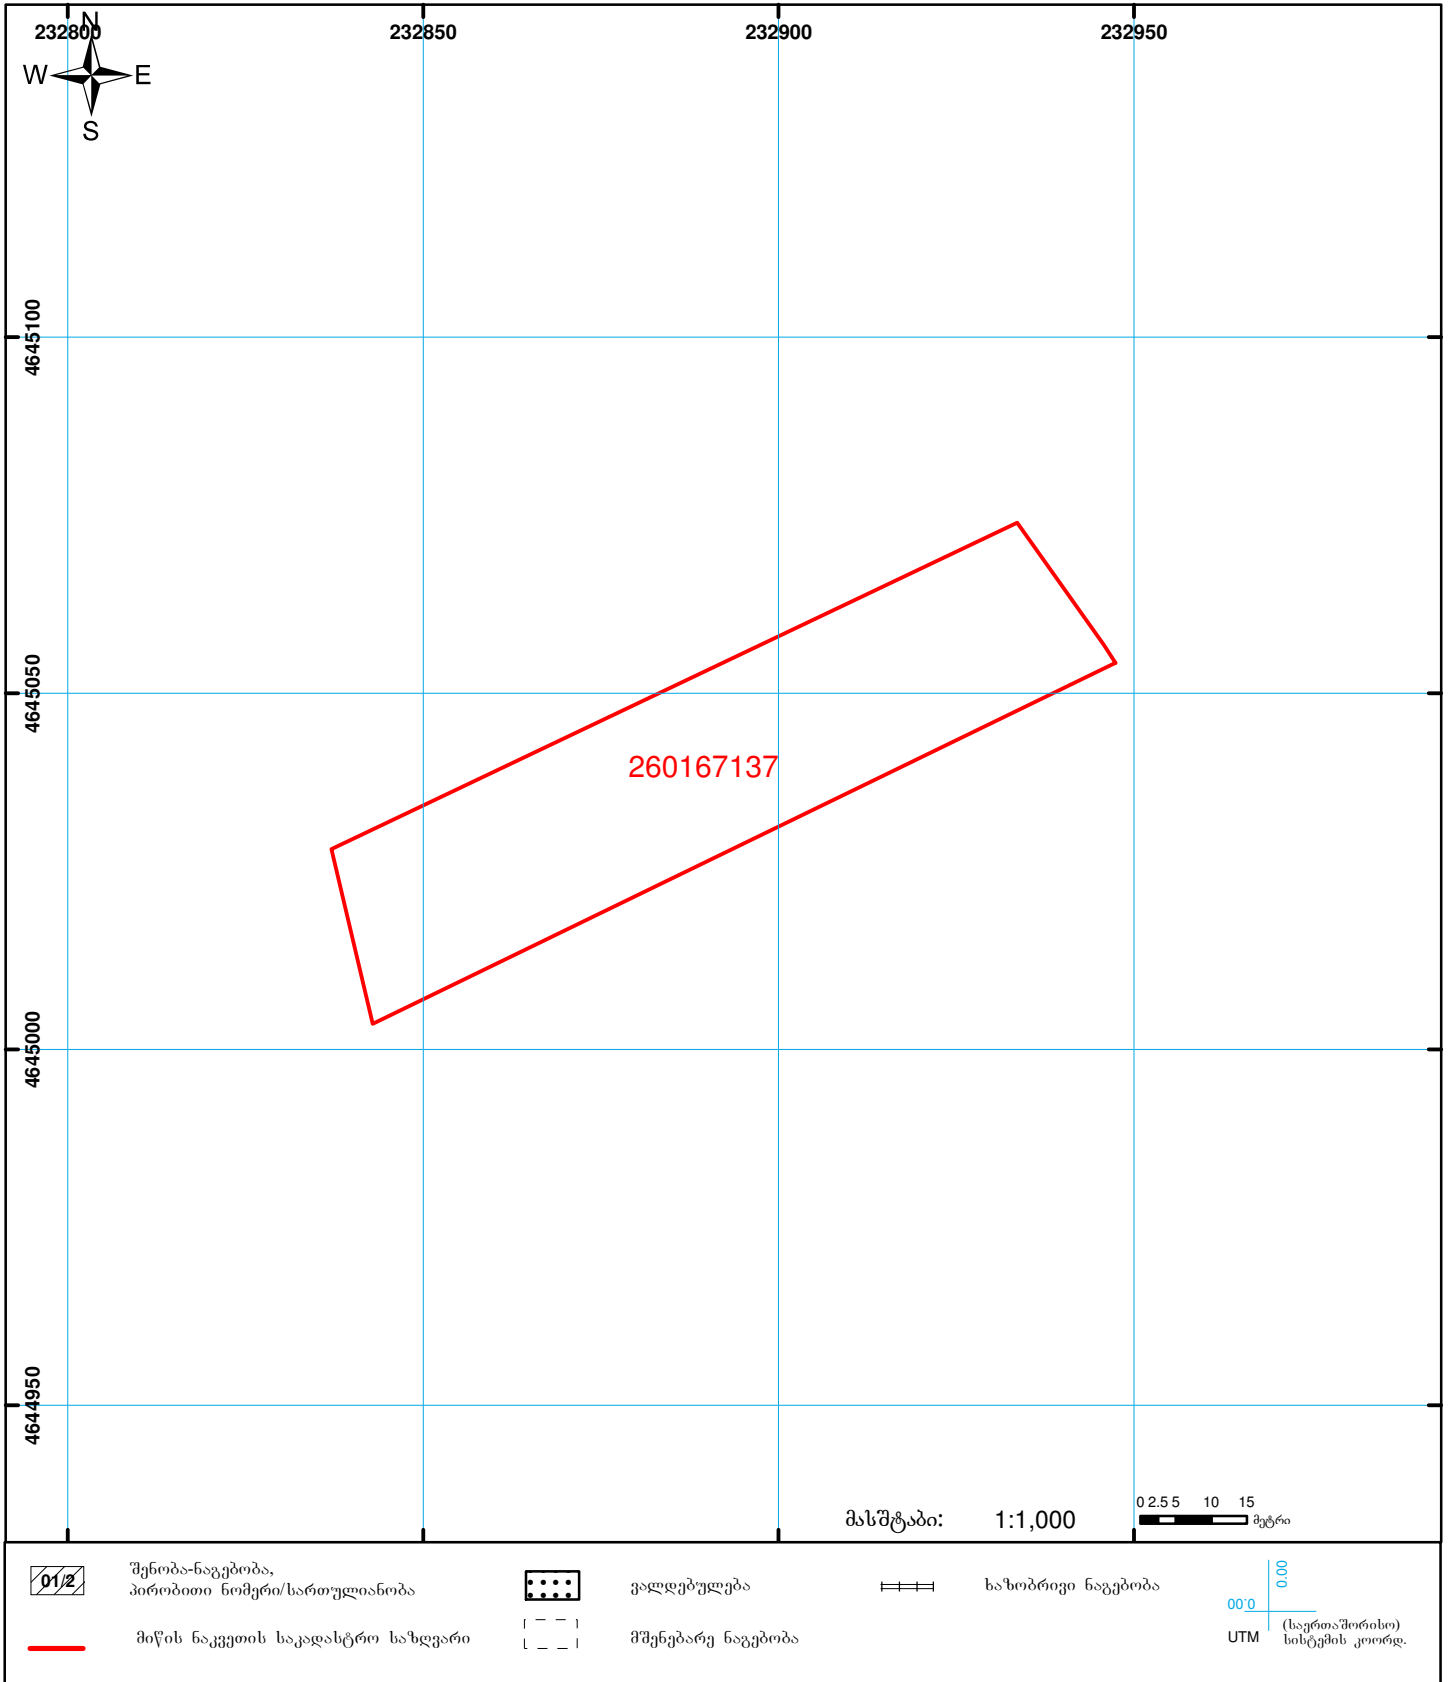 232800
232850
232900
232950
N
W
E
S
4645100
4645050
4645000
4644950
260167137
მასშტაბი: 1:1,000
0 2.5 5 10 15
მეტრი
01/2
შენობა-ნაგებობა,
პირობითი ნომერი/სართულიანობა
ვალდებულება
ხაზობრივი ნაგებობა
მიწის ნაკვეთის საკადასტრო საზღვარი
მშენებარე ნაგებობა
00.0
00.0
UTM
(საერთაშორისო)
სისტემის კოორდ.